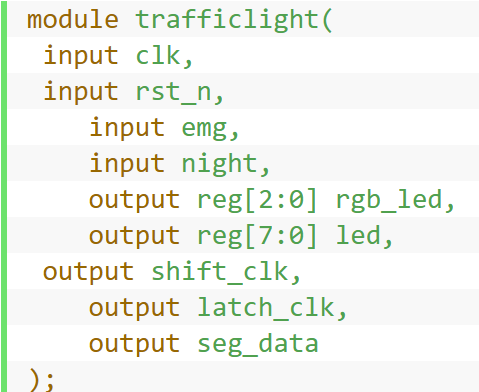 module trafficlight(
input clk,
input rst_n,
input emg,
input night,
output reg[2:0] rgb_led,
output reg[7:0] led,
output shift_clk,
output latch_clk,
output seg_data
);